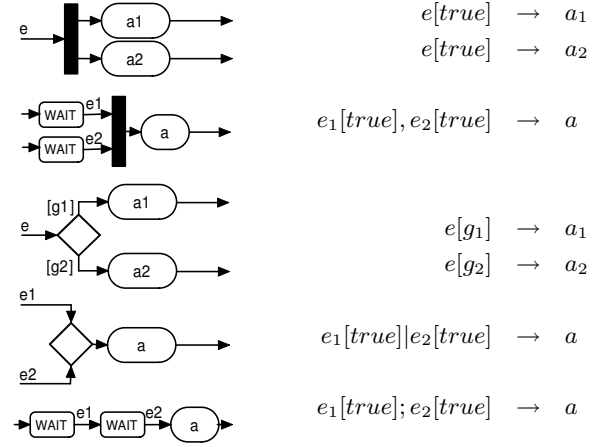 e a1 e[true] → a1
a2 e[true] → a2
WAIT e1
WAIT e2 a e1[true], e2[true] → a
[g1] a1
e e[g1] → a1
[g2] a2 e[g2] → a2
e1
a e1[true]|e2[true] → a
e2
WAIT e1 WAIT e2 a e1[true]; e2[true] → a